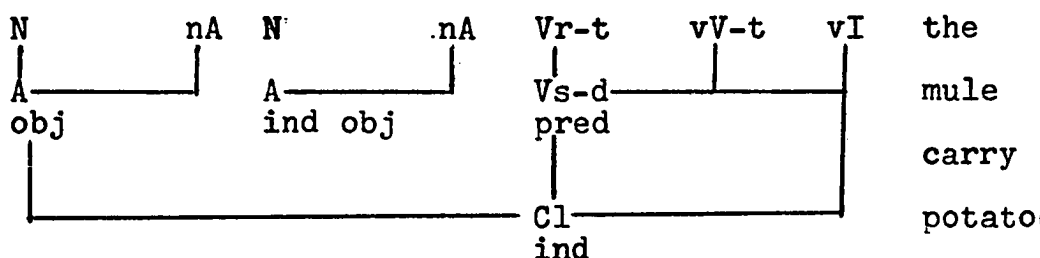 N nA N nA Vr-t vV-t vI the
A A Vs-d mule
obj ind obj pred
carry
Cl potato
ind